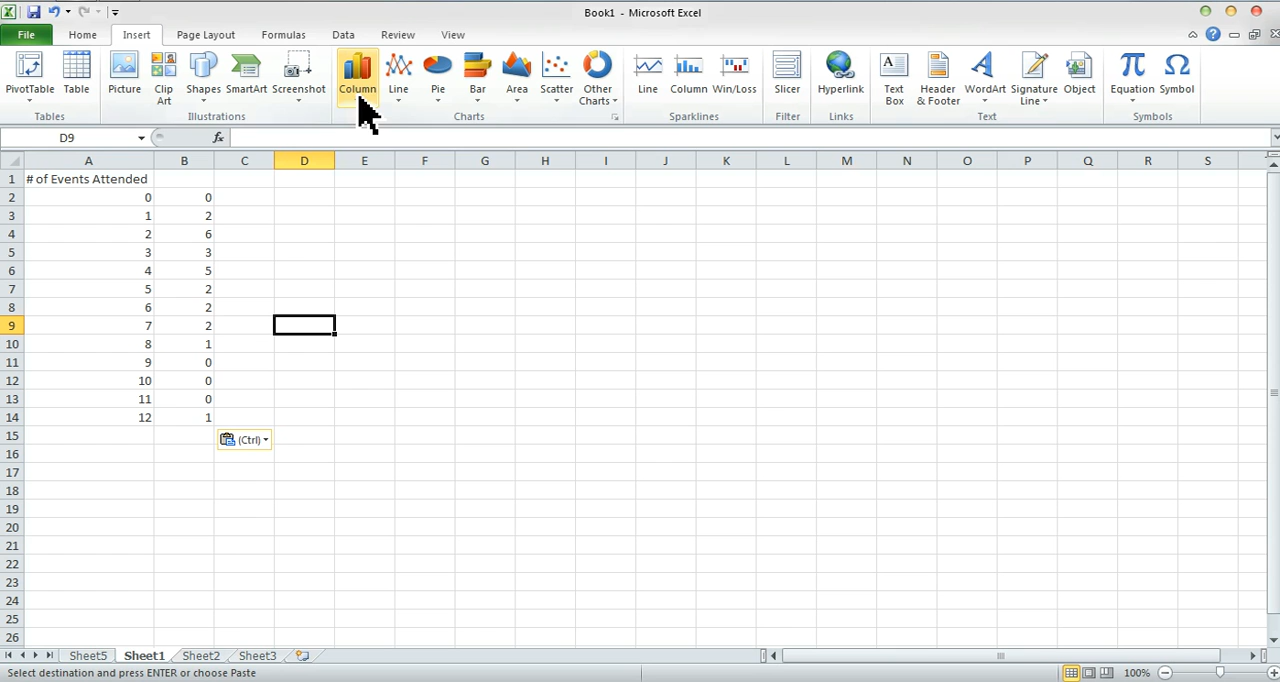 Book1 - Microsoft Excel
File Home Insert Page Layout Formulas Data Review View
PivotTable Table Picture Clip Art Shapes SmartArt Screenshot Column Line Pie Bar Area Scatter Other Charts Line Column Win/Loss Slicer Hyperlink Text Box Header & Footer WordArt Signature Line Object Equation Symbol
Tables Illustrations Charts Sparklines Filter Links Text Symbols
D9 fx
A B C D E F G H I J K L M N O P Q R S
1 # of Events Attended
2 0 0
3 1 2
4 2 6
5 3 3
6 4 5
7 5 2
8 6 2
9 7 2
10 8 1
11 9 0
12 10 0
13 11 0
14 12 1
15 (Ctrl)
16
17
18
19
20
21
22
23
24
25
26
Sheet5 Sheet1 Sheet2 Sheet3
Select destination and press ENTER or choose Paste 100%